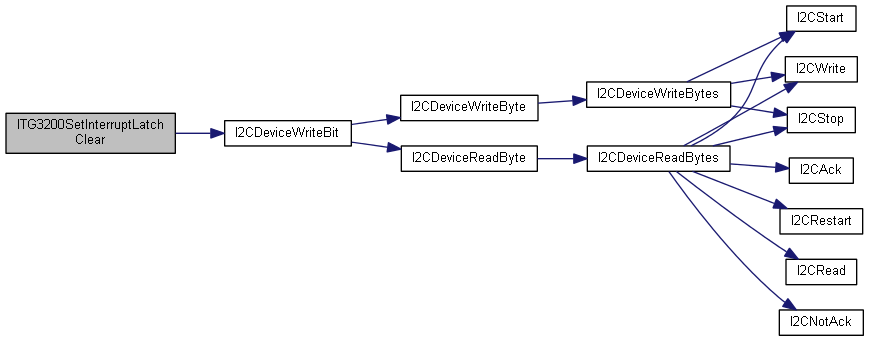 ITG3200SetInterruptLatch
Clear
I2CDeviceWriteBit
I2CDeviceWriteByte
I2CDeviceReadByte
I2CDeviceWriteBytes
I2CDeviceReadBytes
I2CStart
I2CWrite
I2CStop
I2CAck
I2CRestart
I2CRead
I2CNotAck